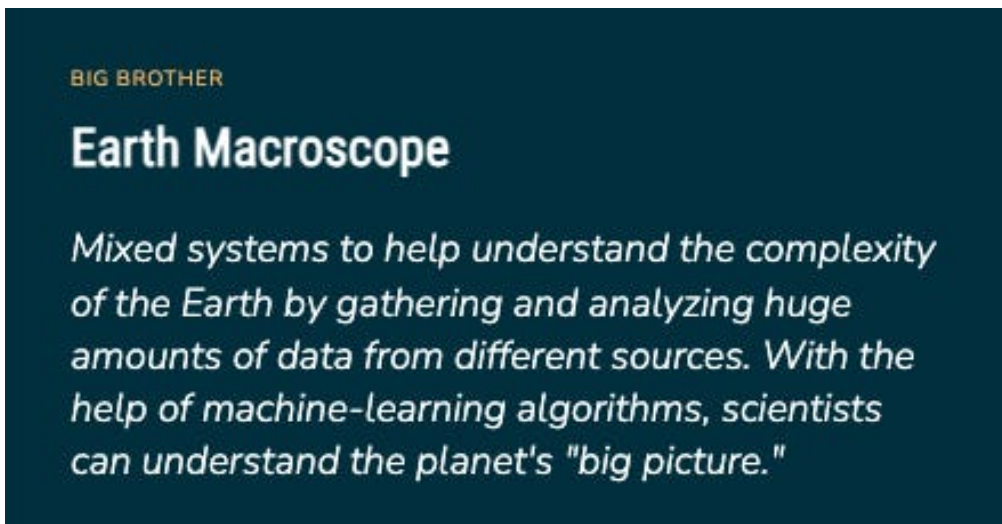 BIG BROTHER
Earth Macroscope
Mixed systems to help understand the complexity
of the Earth by gathering and analyzing huge
amounts of data from different sources. With the
help of machine-learning algorithms, scientists
can understand the planet's "big picture."